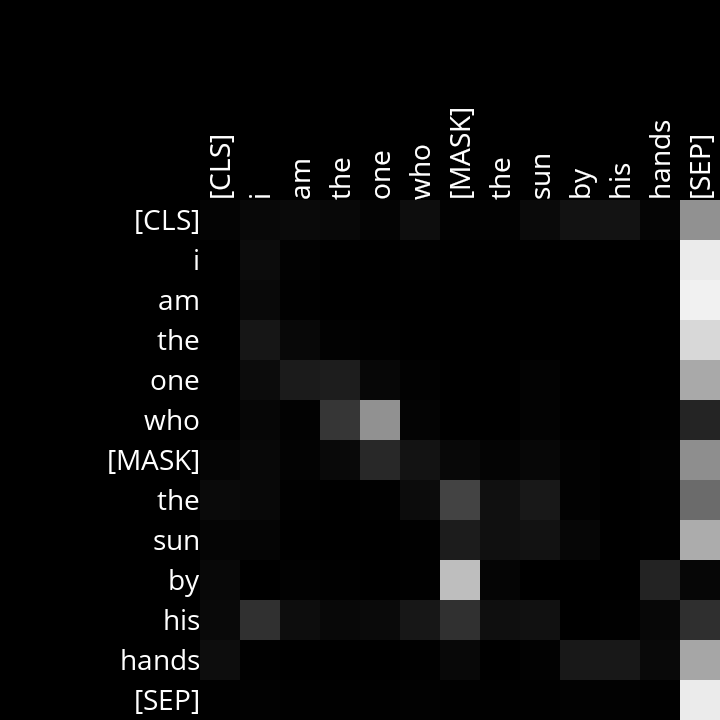 [CLS] i am the one who [MASK] the sun by his hands [SEP]
[CLS]
i
am
the
one
who
[MASK]
the
sun
by
his
hands
[SEP]